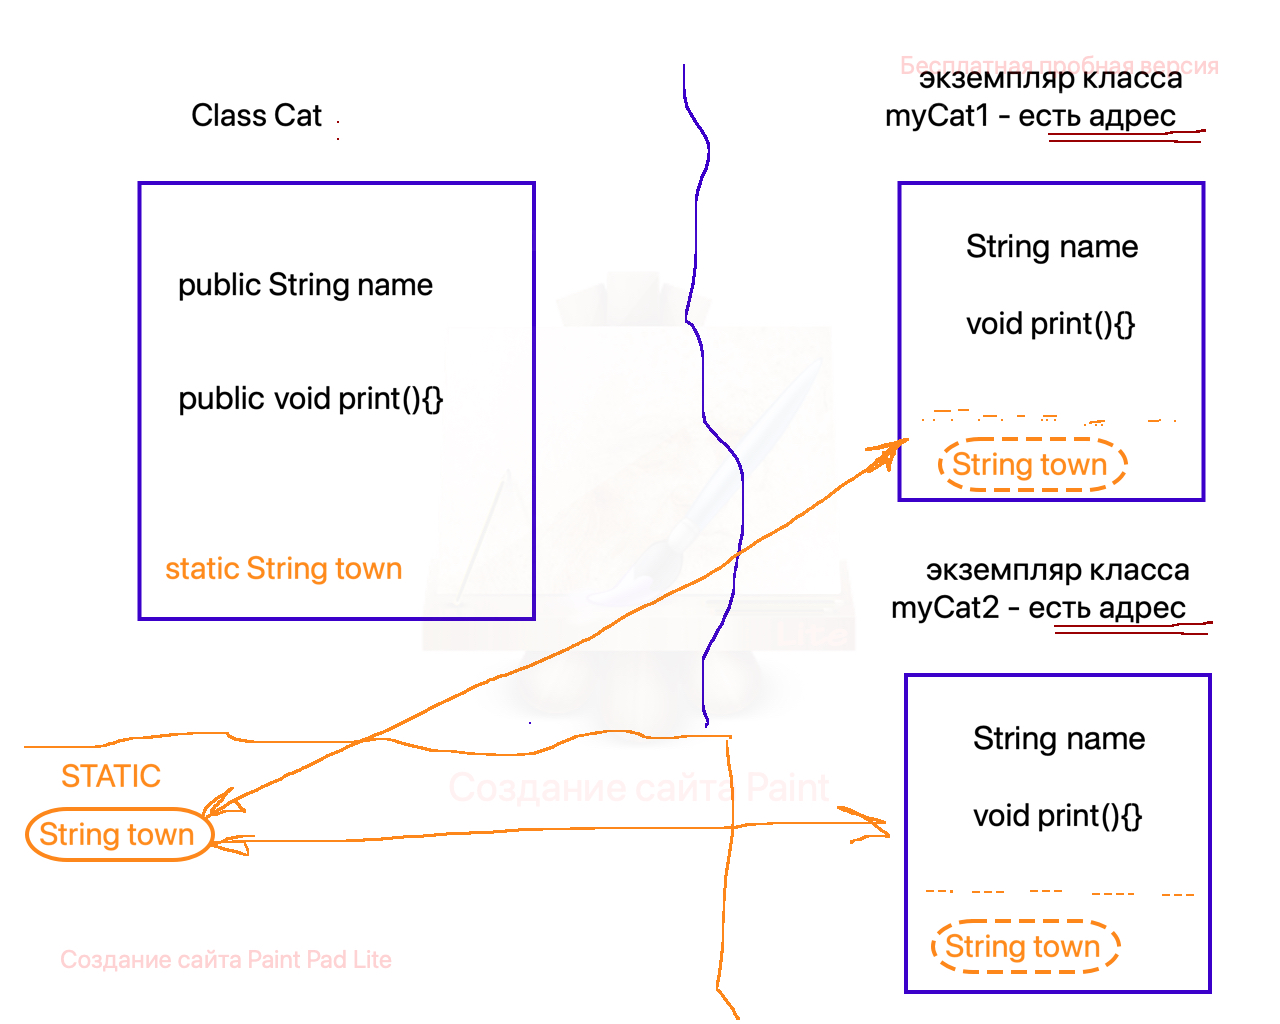 Class Cat :
public String name
public void print(){}
static String town
STATIC
String town
Бесплатная пробная версия
экземпляр класса
myCat1 - есть адрес
String name
void print(){}
String town
экземпляр класса
myCat2 - есть адрес
String name
void print(){}
String town
Lite
Создание сайта Paint
Создание сайта Paint Pad Lite